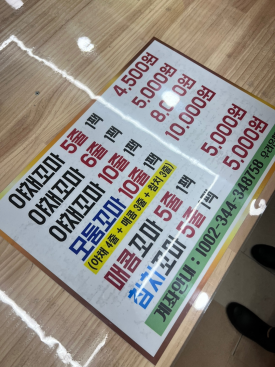 야채꼬마 5줄 1팩 4,500원
야채꼬마 6줄 1팩 5,000원
야채꼬마 10줄 1팩 8,000원
모둠꼬마 10줄 1팩 10,000원
(야채 4줄 + 매콤 3줄 + 참치 3줄)
매콤꼬마 5줄 1팩 5,000원
참치꼬마 5줄 1팩 5,000원
계좌안내 : 1002-344-348758